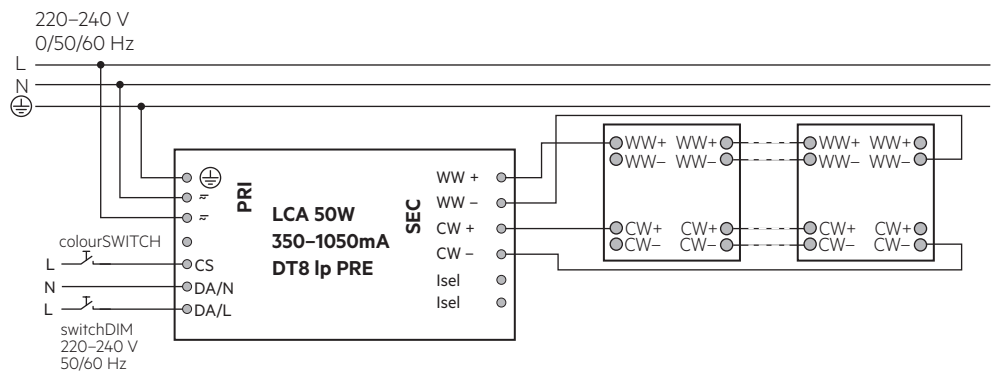 220–240 V
0/50/60 Hz
L
N
PRI
LCA 50W
350–1050mA
DT8 lp PRE
SEC
WW +
WW –
CW +
CW –
Isel
Isel
colourSWITCH
L
CS
N
DA/N
L
DA/L
switchDIM
220–240 V
50/60 Hz
WW+ WW+
WW– WW–
CW+ CW+
CW– CW–
WW+ WW+
WW– WW–
CW+ CW+
CW– CW–